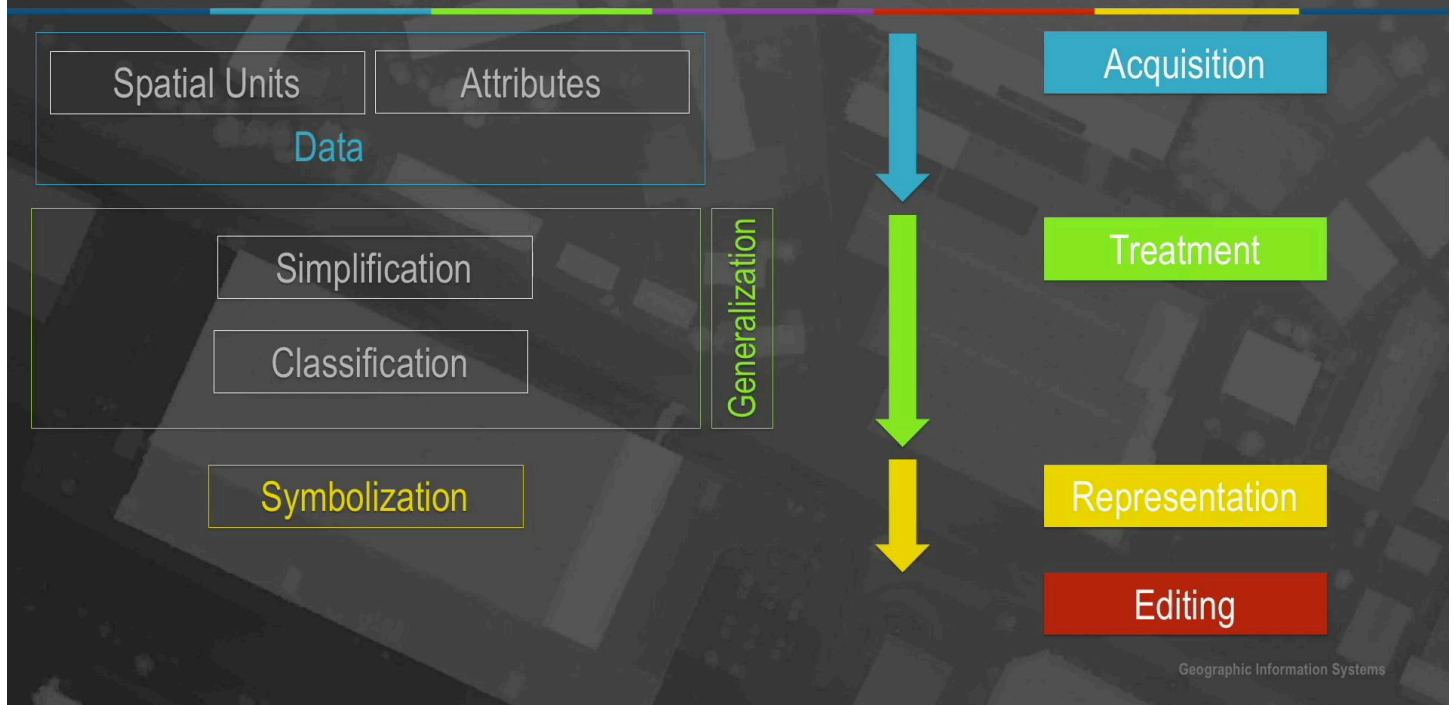 Spatial Units
Attributes
Data
Acquisition
Simplification
Classification
Generalization
Treatment
Symbolization
Representation
Editing
Geographic Information Systems